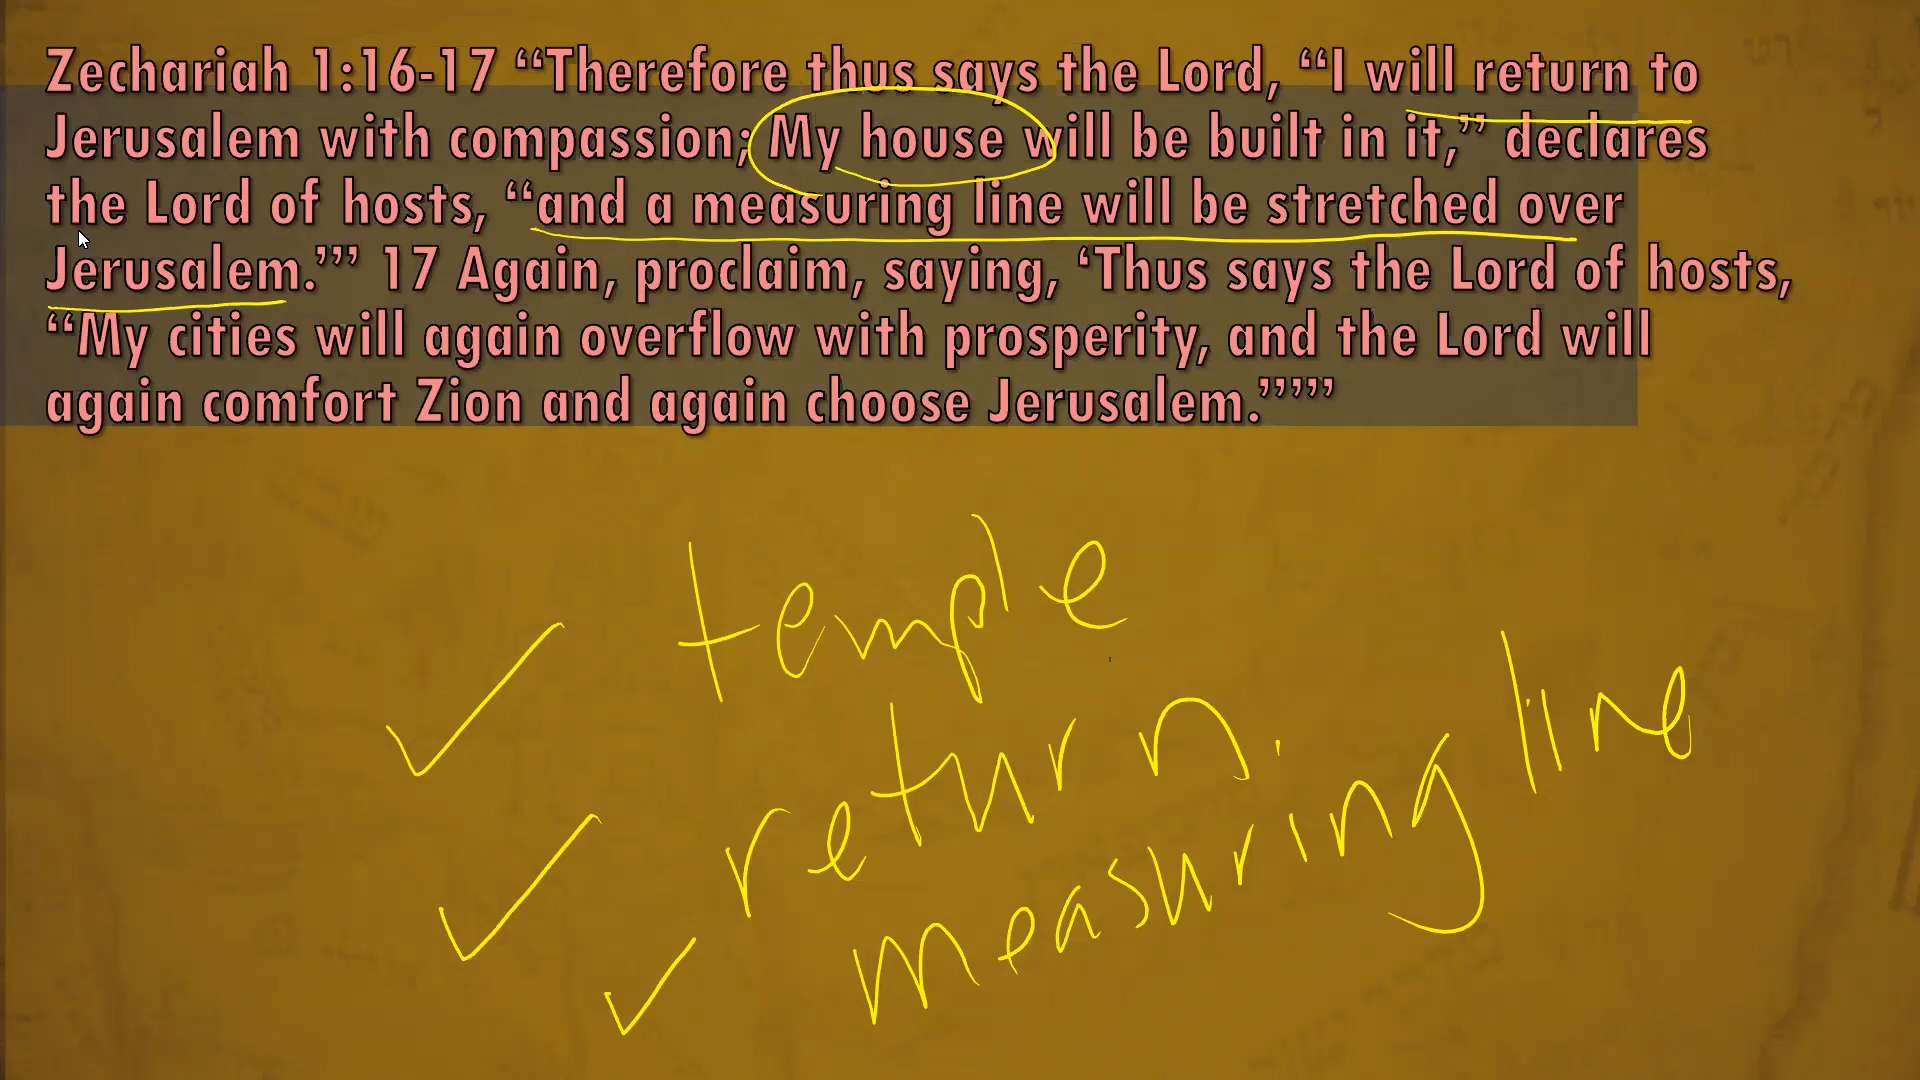 Zechariah 1:16-17 “Therefore thus says the Lord, “I will return to
Jerusalem with compassion; My house will be built in it,” declares
the Lord of hosts, “and a measuring line will be stretched over
Jerusalem.”’ 17 Again, proclaim, saying, ‘Thus says the Lord of hosts,
“My cities will again overflow with prosperity, and the Lord will
again comfort Zion and again choose Jerusalem.”’””
temple
return.
measuring line